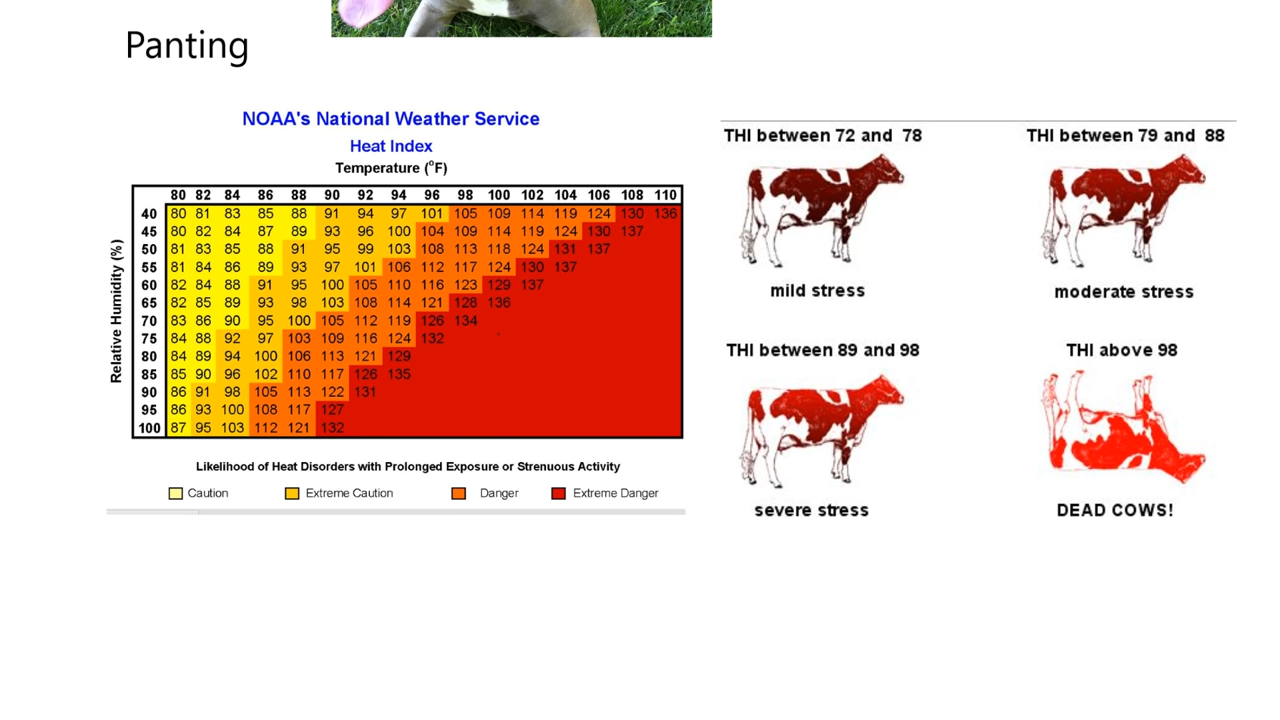 Panting
NOAA's National Weather Service
Heat Index
Temperature (°F)
80 82 84 86 88 90 92 94 96 98 100 102 104 106 108 110
Relative Humidity (%)
40 80 81 83 85 88 91 94 97 101 105 109 114 119 124 130 136
45 80 82 84 87 89 93 96 100 104 109 114 119 124 130 137
50 81 83 85 88 91 95 99 103 108 113 118 124 131 137
55 81 84 86 89 93 97 101 106 112 117 124 130 137
60 82 84 88 91 95 100 105 110 116 123 129 137
65 82 85 89 93 98 103 108 114 121 128 136
70 83 86 90 95 100 105 112 119 126 134
75 84 88 92 97 103 109 116 124 132
80 84 89 94 100 106 113 121 129
85 85 90 96 102 110 117 126 135
90 86 91 98 105 113 122 131
95 86 93 100 108 117 127
100 87 95 103 112 121 132
Likelihood of Heat Disorders with Prolonged Exposure or Strenuous Activity
Caution Extreme Caution Danger Extreme Danger
THI between 72 and 78
mild stress
THI between 79 and 88
moderate stress
THI between 89 and 98
severe stress
THI above 98
DEAD COWS!